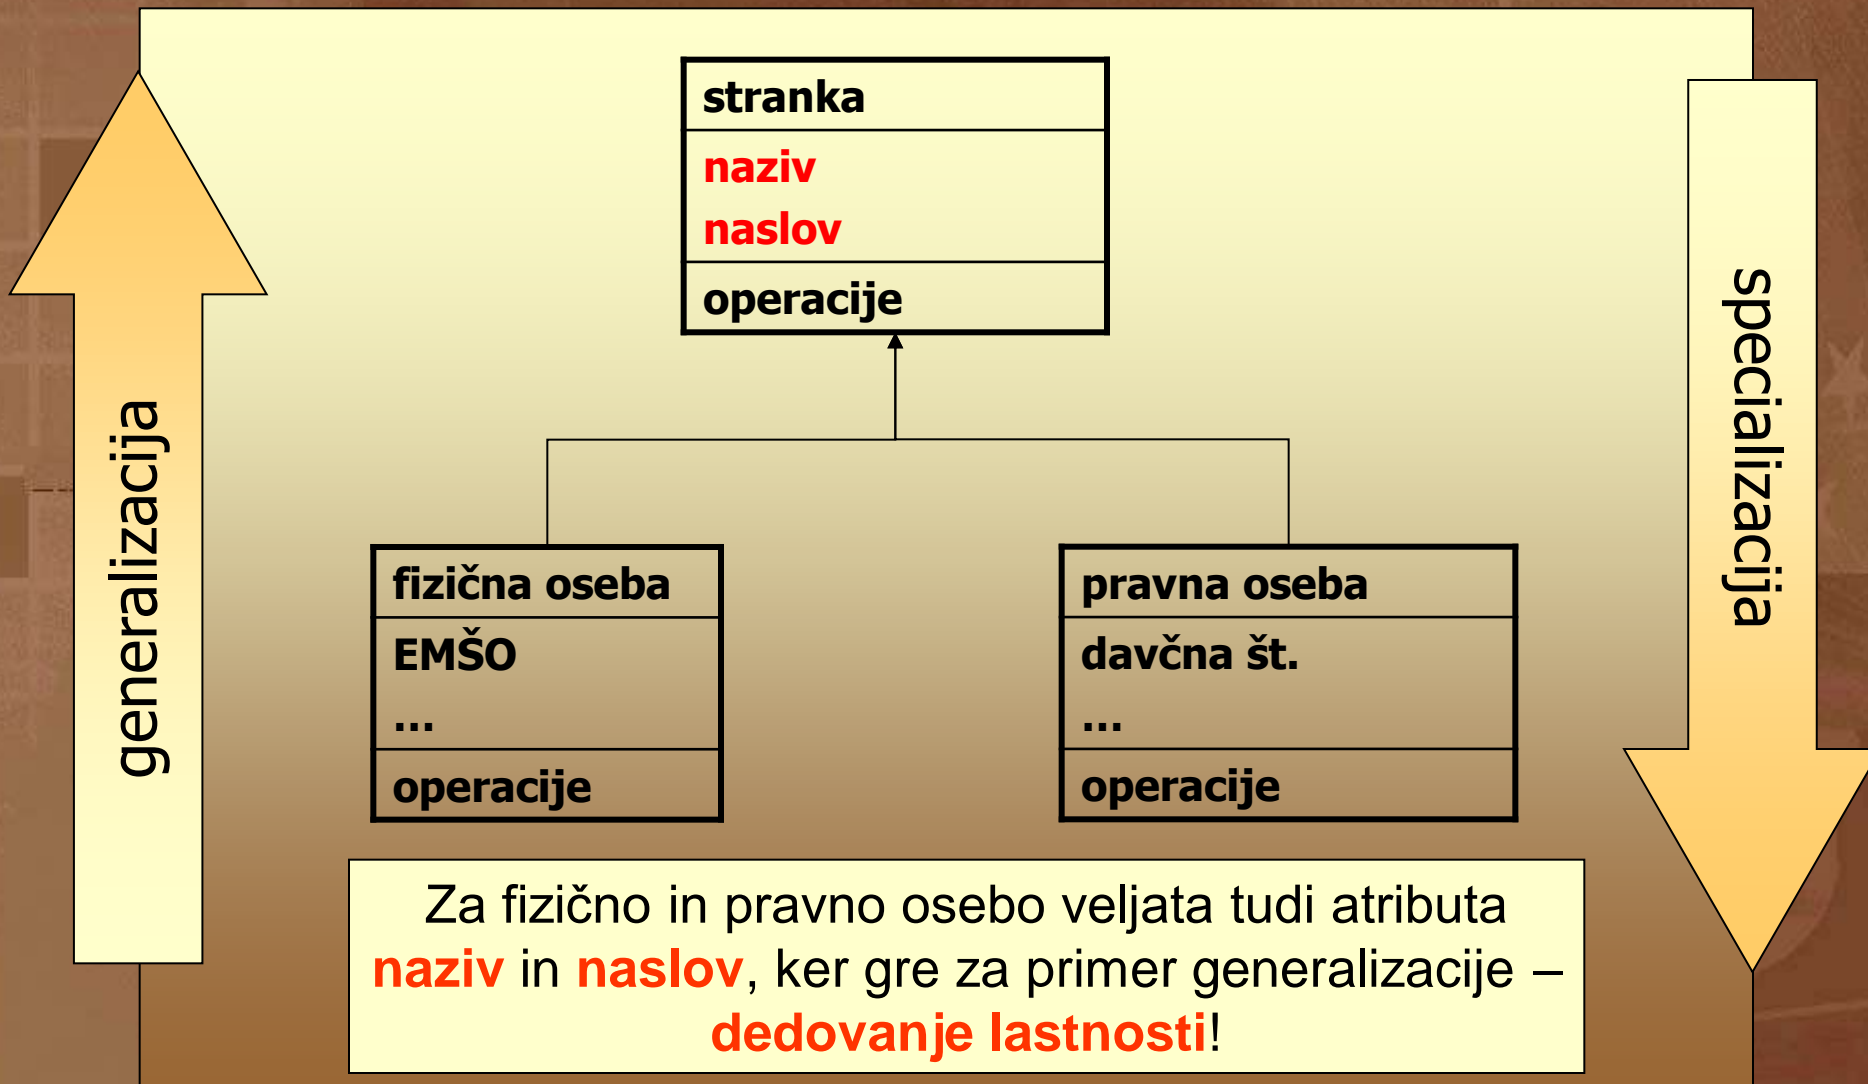 stranka
naziv
naslov
operacije
generalizacija
specializacija
fizična oseba
EMŠO
...
operacije
pravna oseba
davčna št.
...
operacije
Za fizično in pravno osebo veljata tudi atributa
naziv in naslov, ker gre za primer generalizacije –
dedovanje lastnosti!